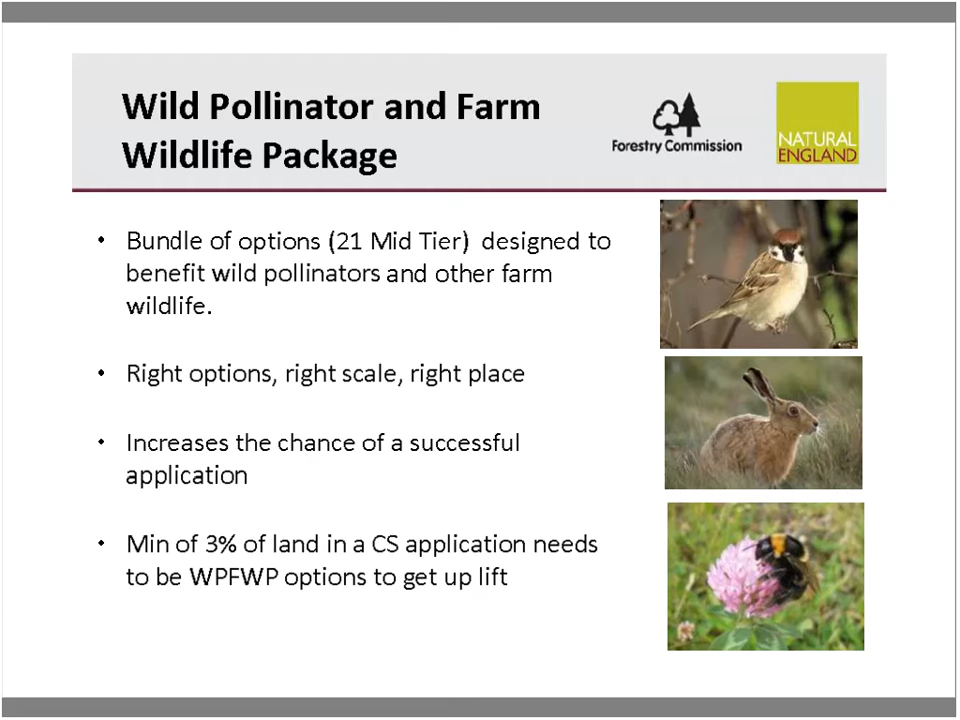 Wild Pollinator and Farm
Wildlife Package
Forestry Commission
NATURAL
ENGLAND
• Bundle of options (21 Mid Tier)  designed to
benefit wild pollinators and other farm
wildlife.
• Right options, right scale, right place
• Increases the chance of a successful
application
• Min of 3% of land in a CS application needs
to be WPFWP options to get up lift